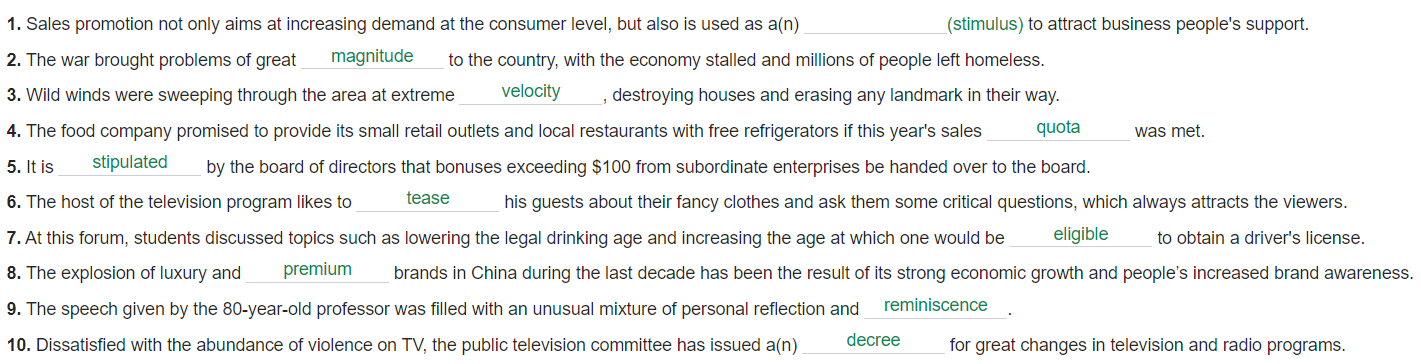 1. Sales promotion not only aims at increasing demand at the consumer level, but also is used as a(n) ______________(stimulus) to attract business people's support.
2. The war brought problems of great magnitude to the country, with the economy stalled and millions of people left homeless.
3. Wild winds were sweeping through the area at extreme velocity, destroying houses and erasing any landmark in their way.
4. The food company promised to provide its small retail outlets and local restaurants with free refrigerators if this year's sales quota was met.
5. It is stipulated by the board of directors that bonuses exceeding $100 from subordinate enterprises be handed over to the board.
6. The host of the television program likes to tease his guests about their fancy clothes and ask them some critical questions, which always attracts the viewers.
7. At this forum, students discussed topics such as lowering the legal drinking age and increasing the age at which one would be eligible to obtain a driver's license.
8. The explosion of luxury and premium brands in China during the last decade has been the result of its strong economic growth and people’s increased brand awareness.
9. The speech given by the 80-year-old professor was filled with an unusual mixture of personal reflection and reminiscence.
10. Dissatisfied with the abundance of violence on TV, the public television committee has issued a(n) decree for great changes in television and radio programs.